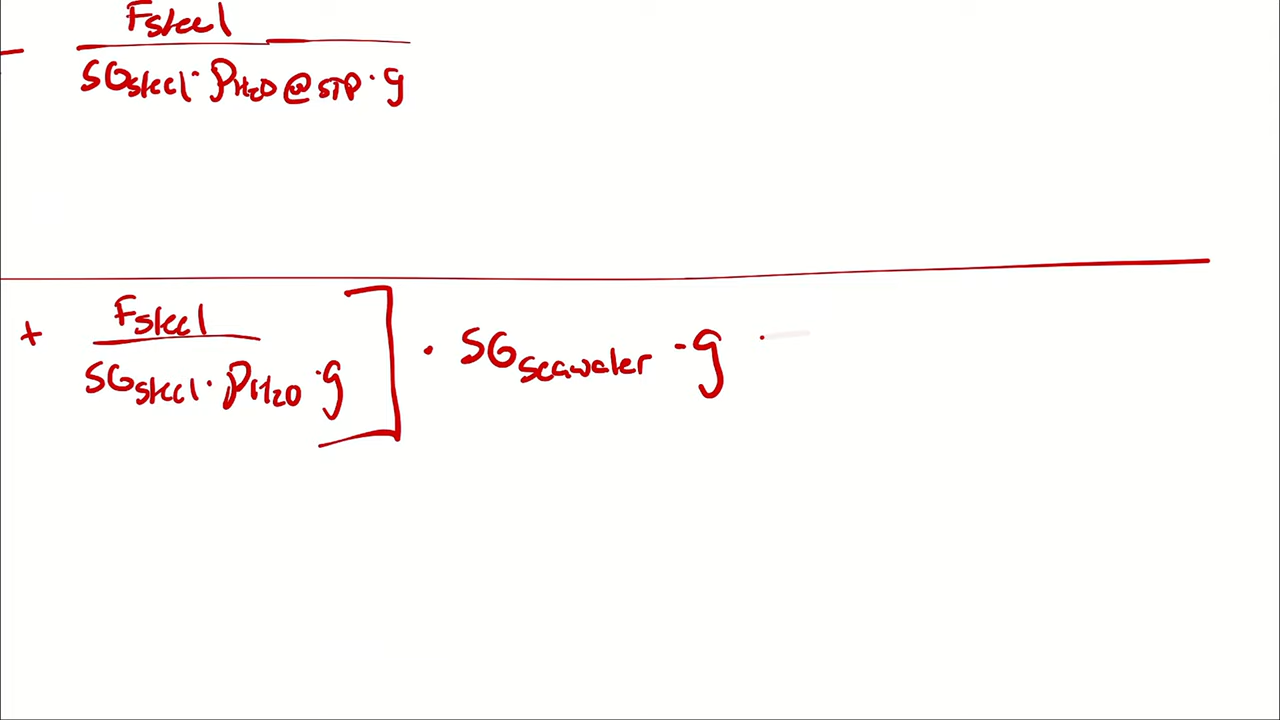 - Fsteel
SGsteel · ρH₂O @ STP · g
+ Fsteel
SGsteel · ρH₂O · g ] · SGseawater · g ·